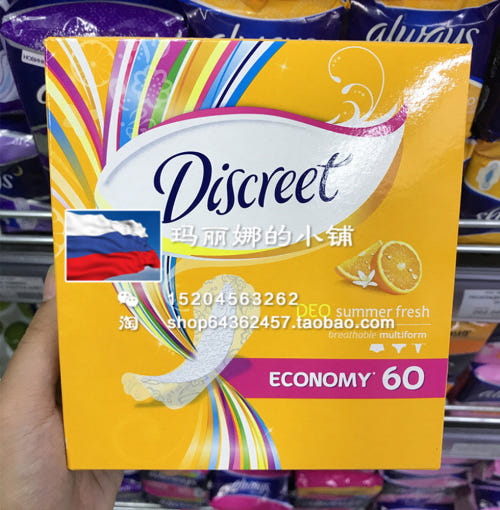 always
always
Discreet
玛丽娜的小铺
15204563262
DEO summer fresh
淘 shop64362457.taobao.com
breathable multiform
ECONOMY 60